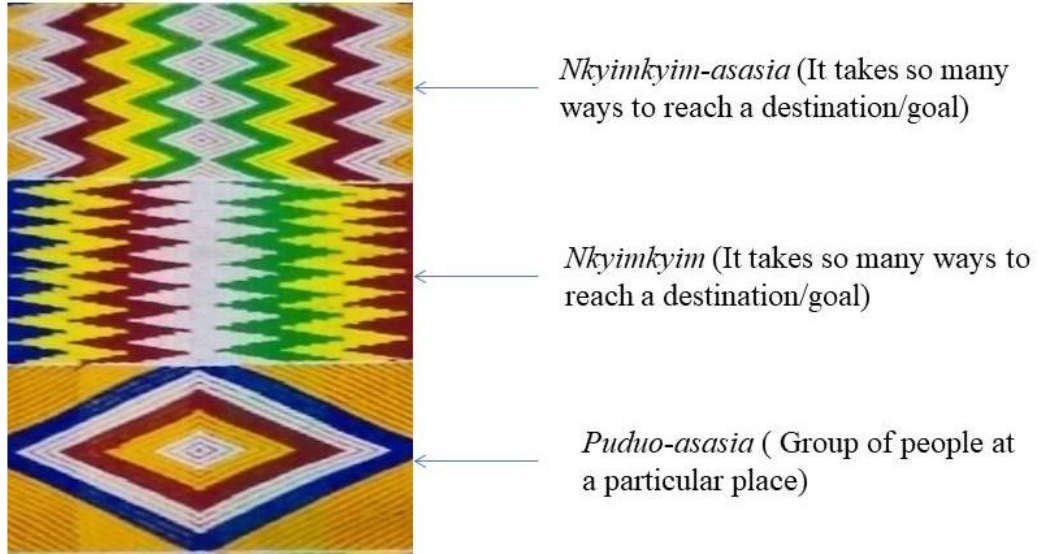 Nkyimkyim-asasia (It takes so many
ways to reach a destination/goal)
Nkyimkyim (It takes so many ways to
reach a destination/goal)
Puduo-asasia ( Group of people at
a particular place)